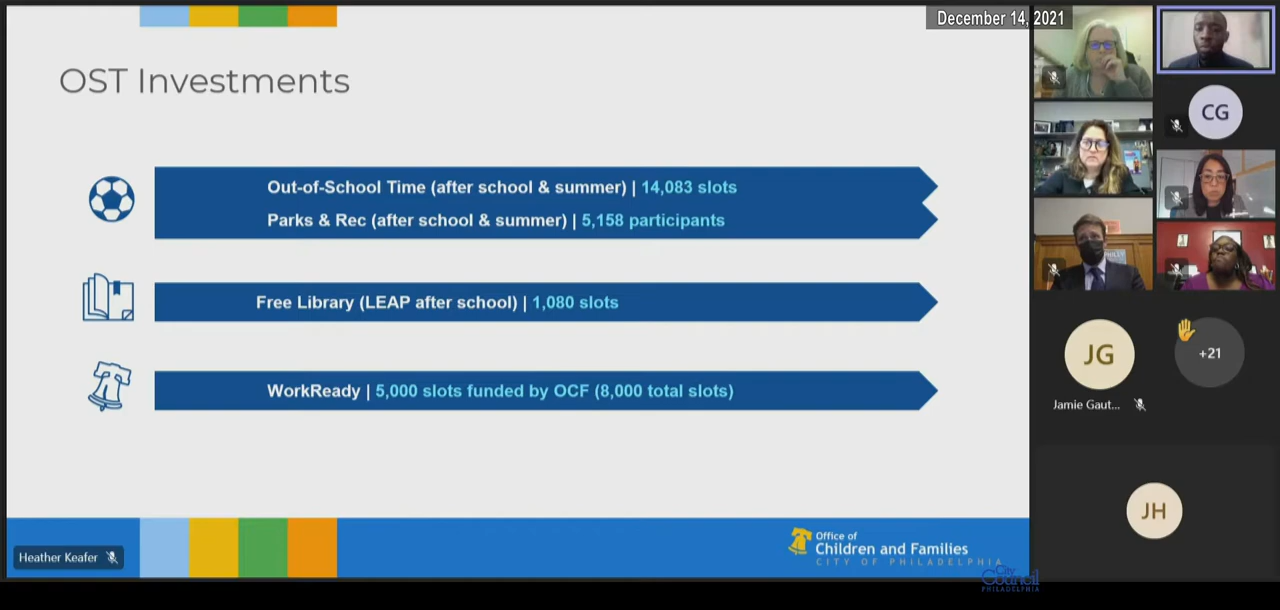 December 14, 2021
OST Investments
Out-of-School Time (after school & summer) | 14,083 slots
Parks & Rec (after school & summer) | 5,158 participants
Free Library (LEAP after school) | 1,080 slots
WorkReady | 5,000 slots funded by OCF (8,000 total slots)
Heather Keafer
Office of
Children and Families
CITY OF PHILADELPHIA
City
Council
PHILADELPHIA
CG
JG
+21
Jamie Gaut...
JH